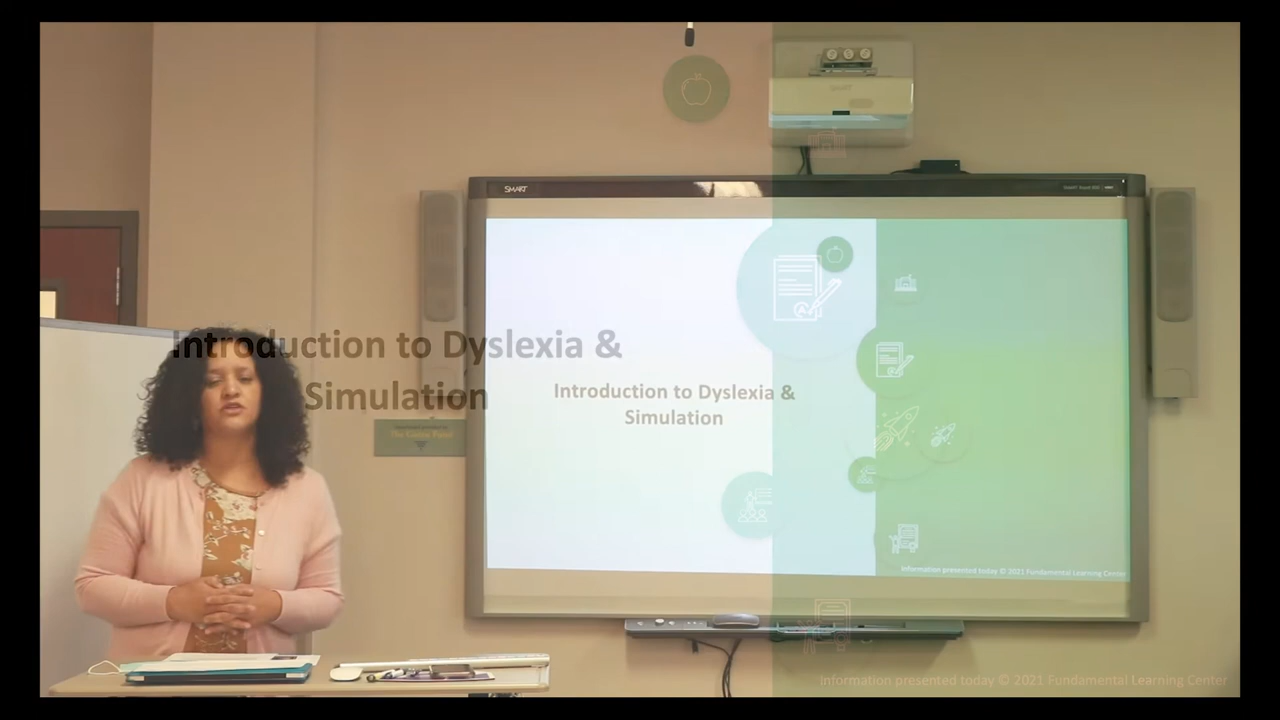 SMART
SMART
Introduction to Dyslexia &
Simulation
Introduction to Dyslexia &
Simulation
Information presented today © 2021 Fundamental Learning Center
Information presented today © 2021 Fundamental Learning Center